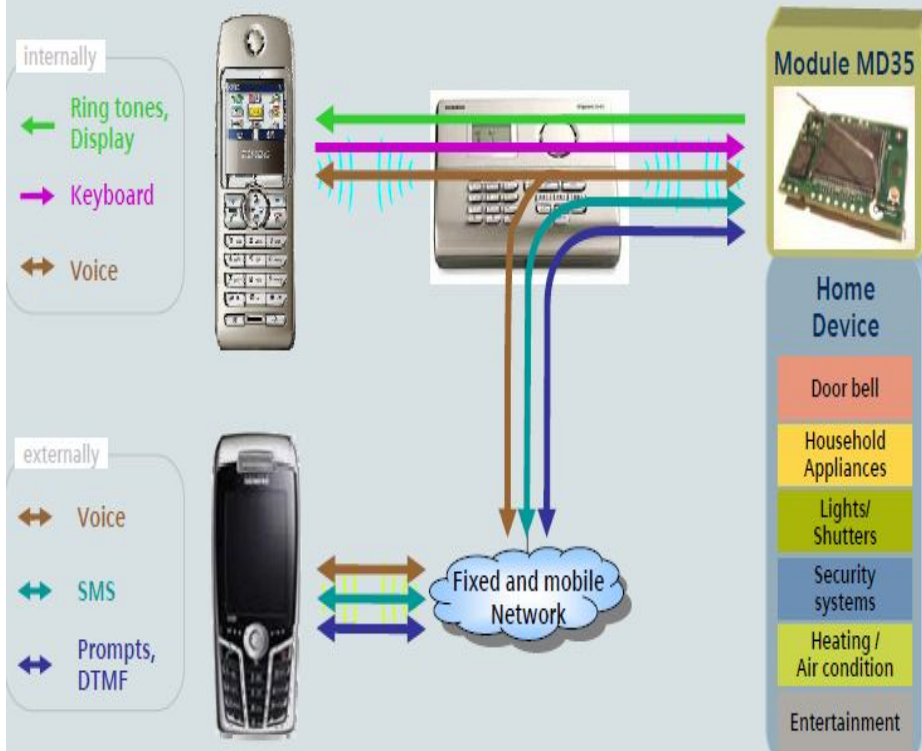 internally
Ring tones,
Display
Keyboard
Voice
externally
Voice
SMS
Prompts,
DTMF
Fixed and mobile
Network
Module MD35
Home
Device
Door bell
Household
Appliances
Lights/
Shutters
Security
systems
Heating /
Air condition
Entertainment